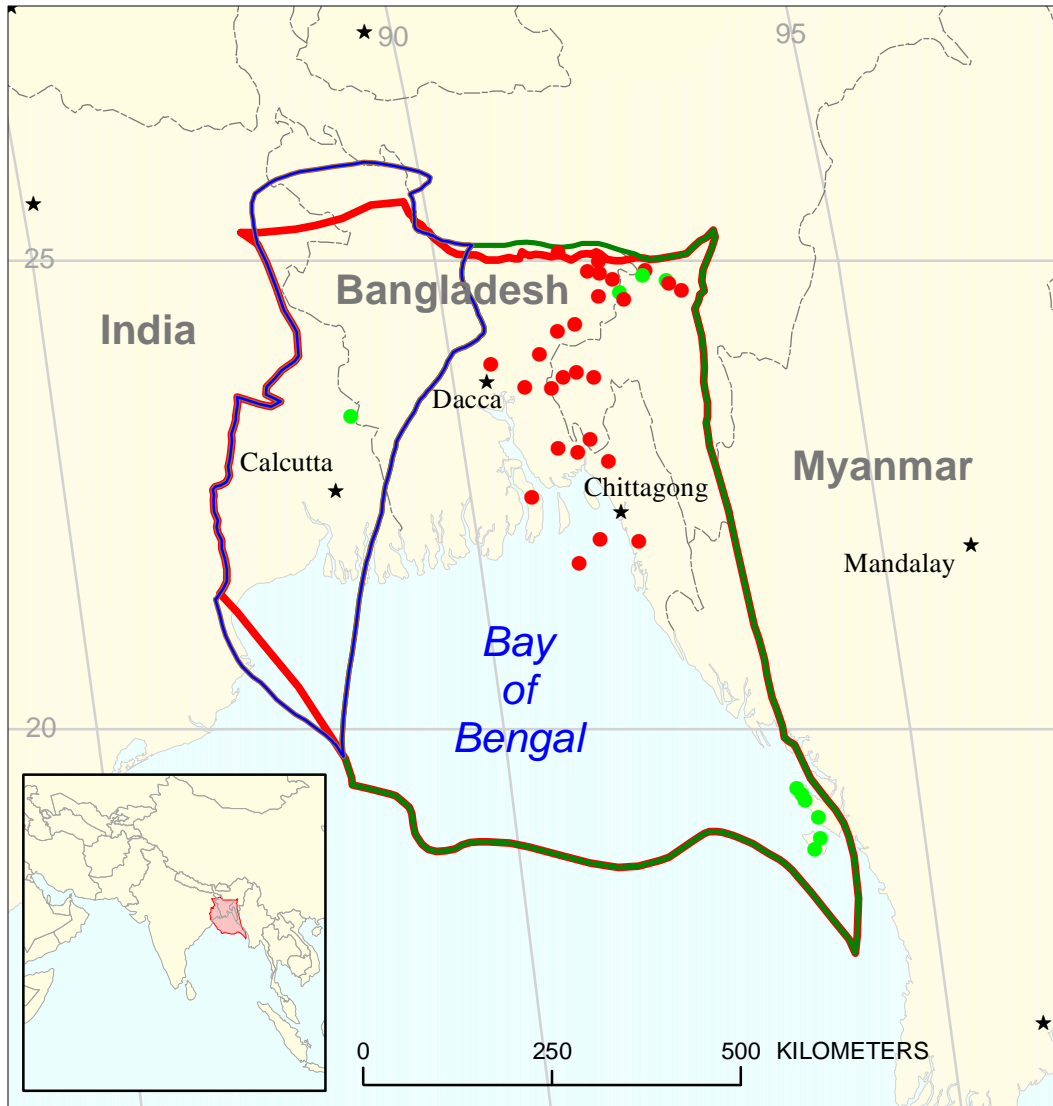 90
95
25
Bangladesh
India
Dacca
Calcutta
Myanmar
Chittagong
Mandalay
Bay
of
Bengal
20
0 250 500 KILOMETERS